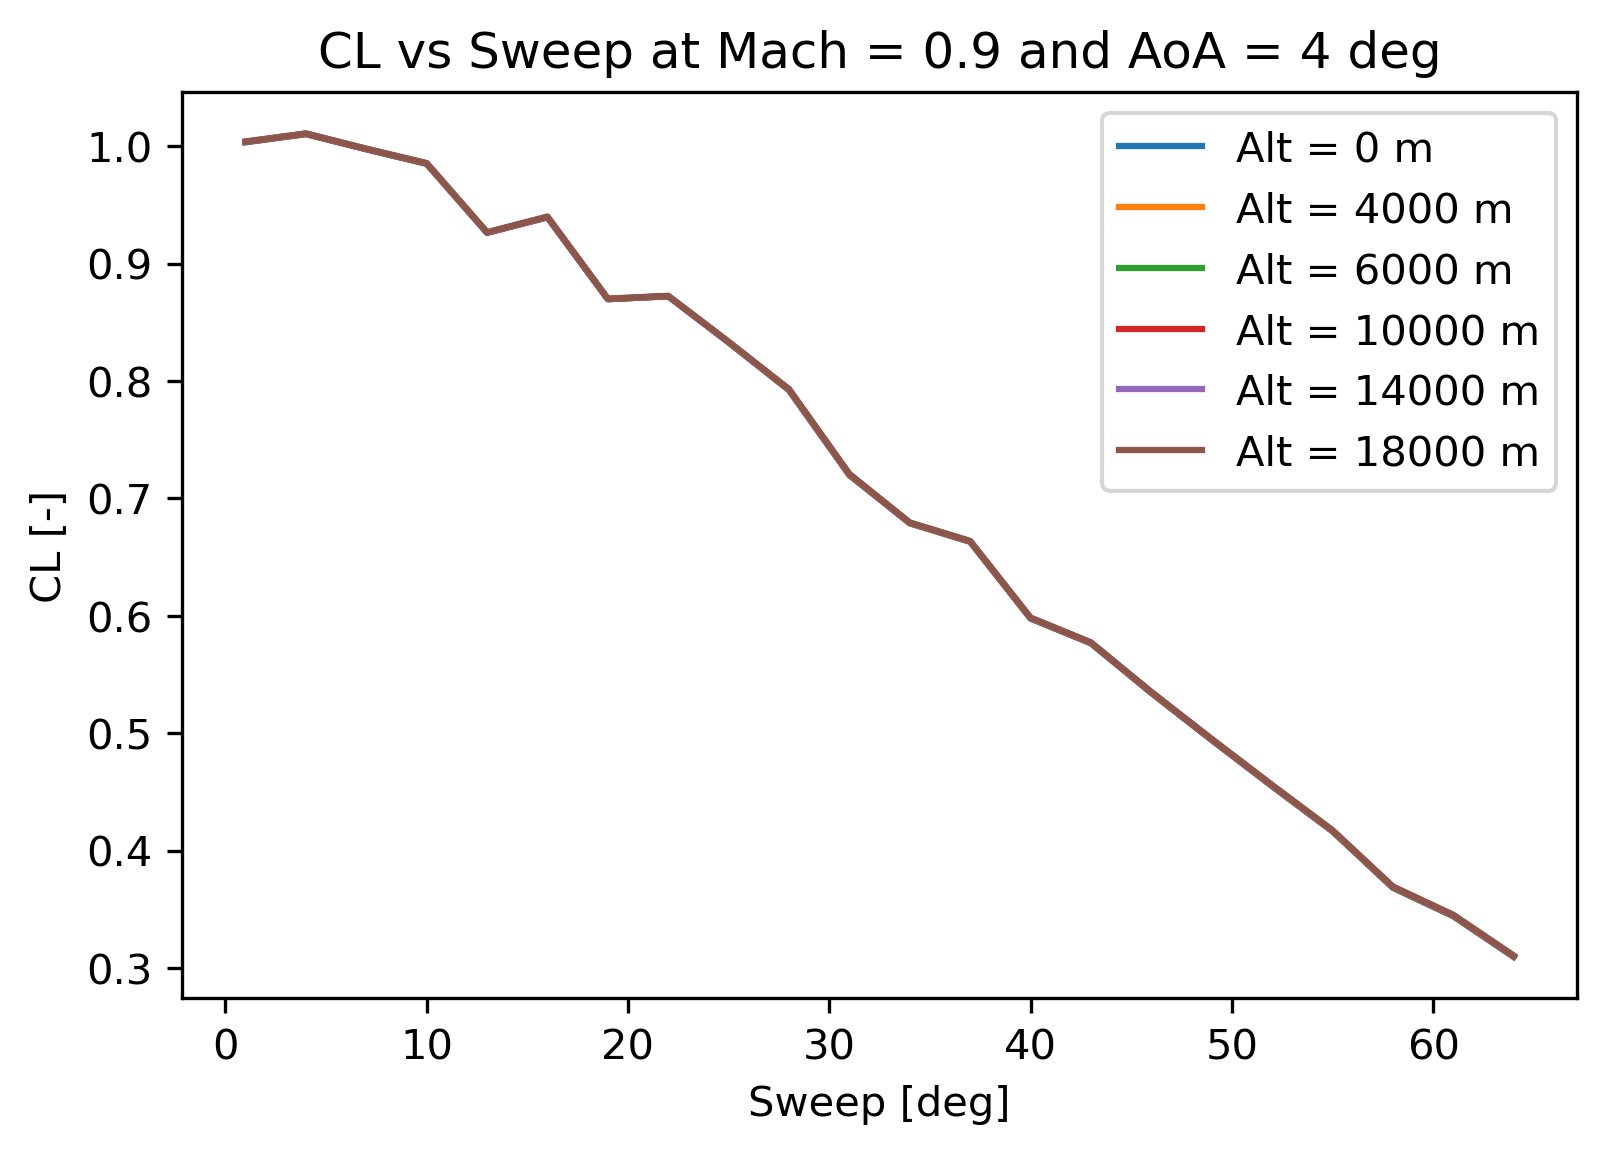 CL vs Sweep at Mach = 0.9 and AoA = 4 deg
1.0
0.9
0.8
0.7
0.6
0.5
0.4
0.3
CL [-]
Alt = 0 m
Alt = 4000 m
Alt = 6000 m
Alt = 10000 m
Alt = 14000 m
Alt = 18000 m
0 10 20 30 40 50 60
Sweep [deg]